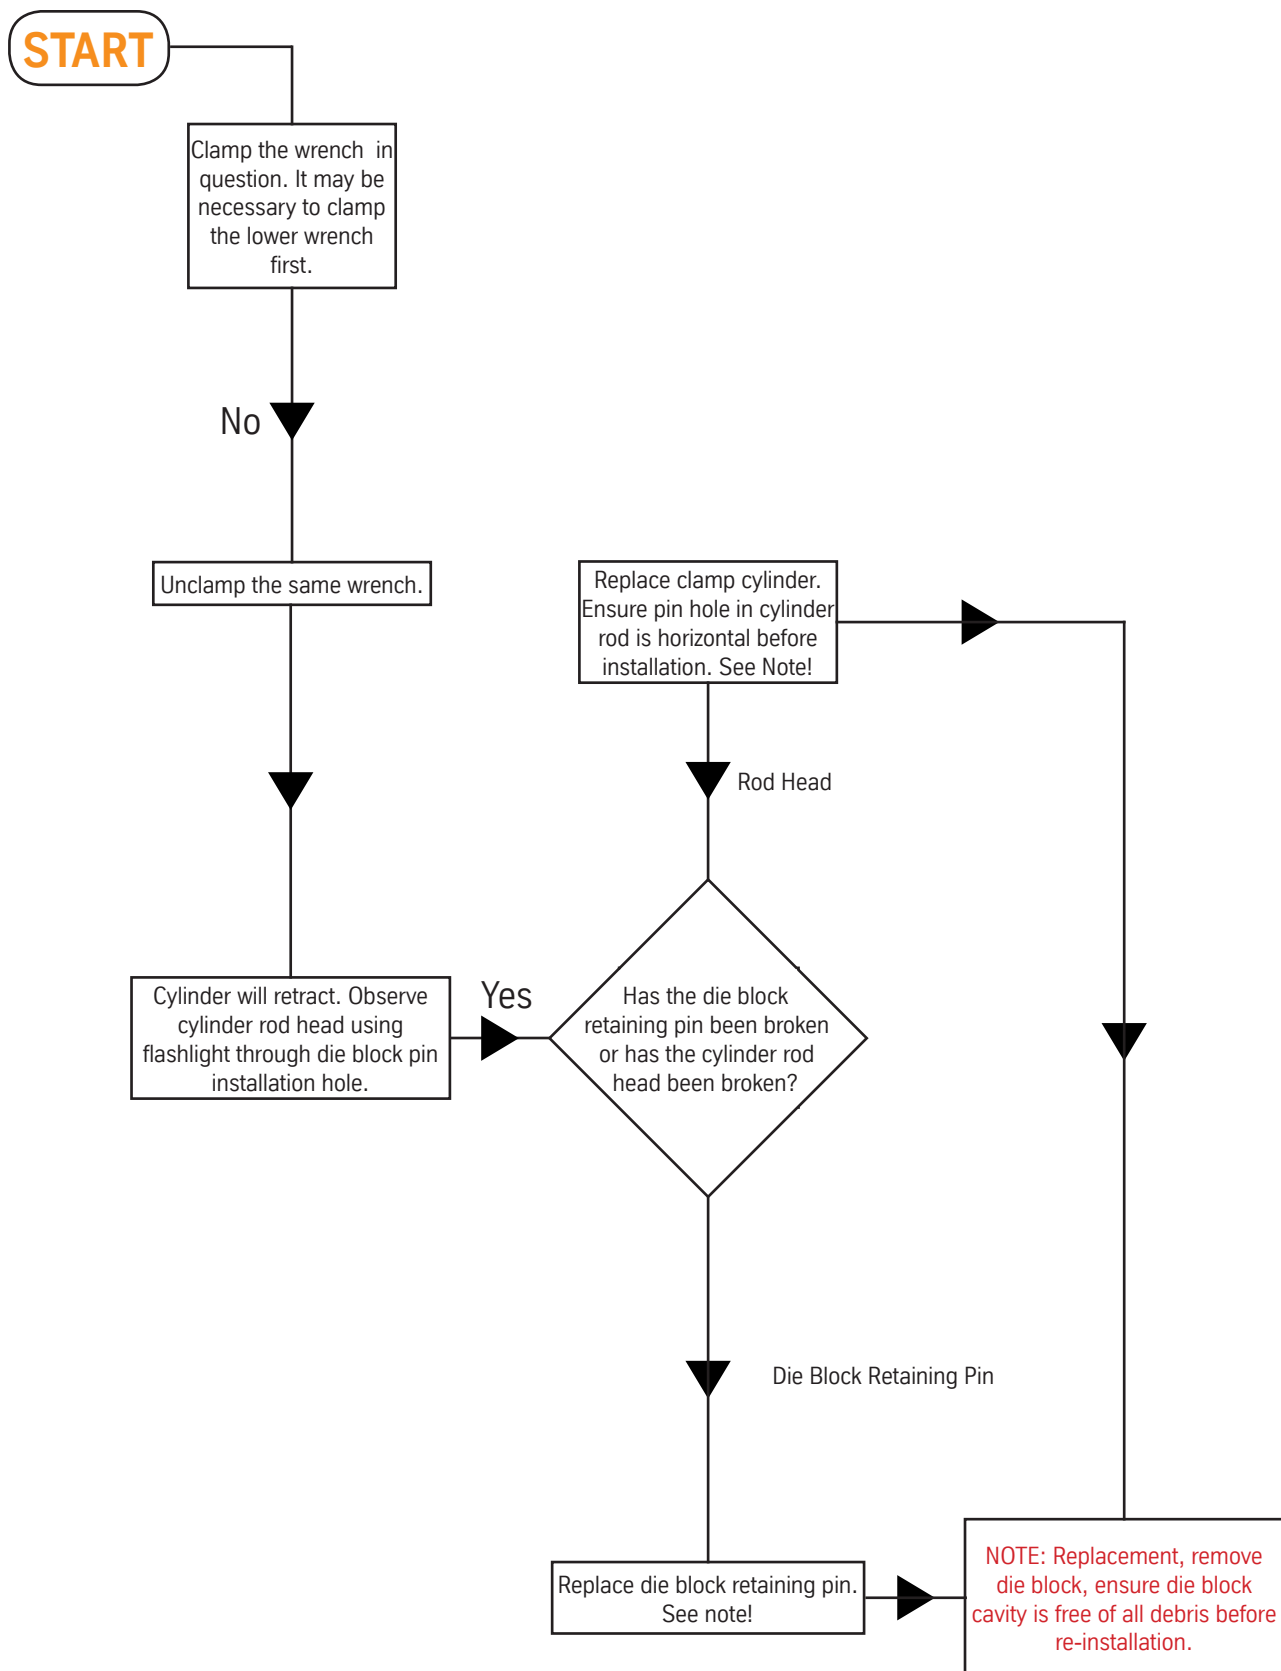 START
Clamp the wrench in
question. It may be
necessary to clamp
the lower wrench
first.
No
Unclamp the same wrench.
Replace clamp cylinder.
Ensure pin hole in cylinder
rod is horizontal before
installation. See Note!
Rod Head
Cylinder will retract. Observe
cylinder rod head using
flashlight through die block pin
installation hole.
Yes
Has the die block
retaining pin been broken
or has the cylinder rod
head been broken?
Die Block Retaining Pin
Replace die block retaining pin.
See note!
NOTE: Replacement, remove
die block, ensure die block
cavity is free of all debris before
re-installation.